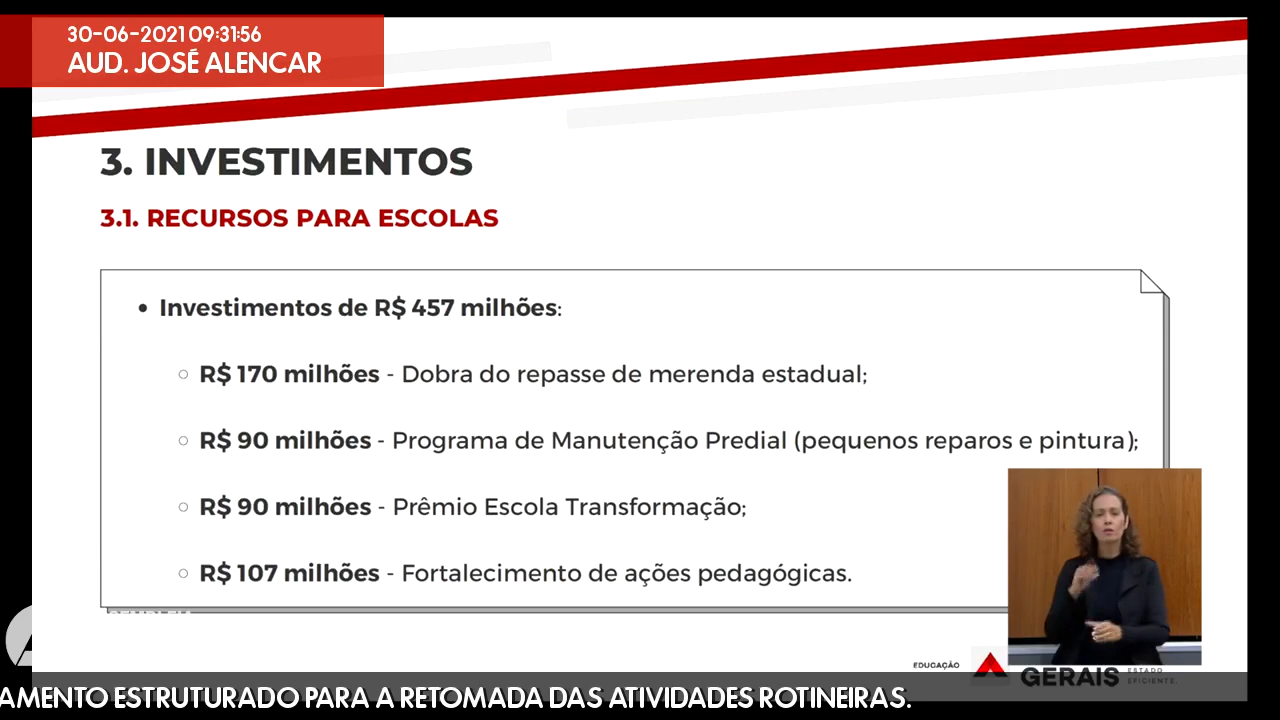 30-06-2021 09:31:56
AUD. JOSÉ ALENCAR
3. INVESTIMENTOS
3.1. RECURSOS PARA ESCOLAS
• Investimentos de R$ 457 milhões:
○ R$ 170 milhões - Dobra do repasse de merenda estadual;
○ R$ 90 milhões - Programa de Manutenção Predial (pequenos reparos e pintura);
○ R$ 90 milhões - Prêmio Escola Transformação;
○ R$ 107 milhões - Fortalecimento de ações pedagógicas.
EDUCAÇÃO
GERAIS
ESTADO
EFICIENTE.
AMENTO ESTRUTURADO PARA A RETOMADA DAS ATIVIDADES ROTINEIRAS.